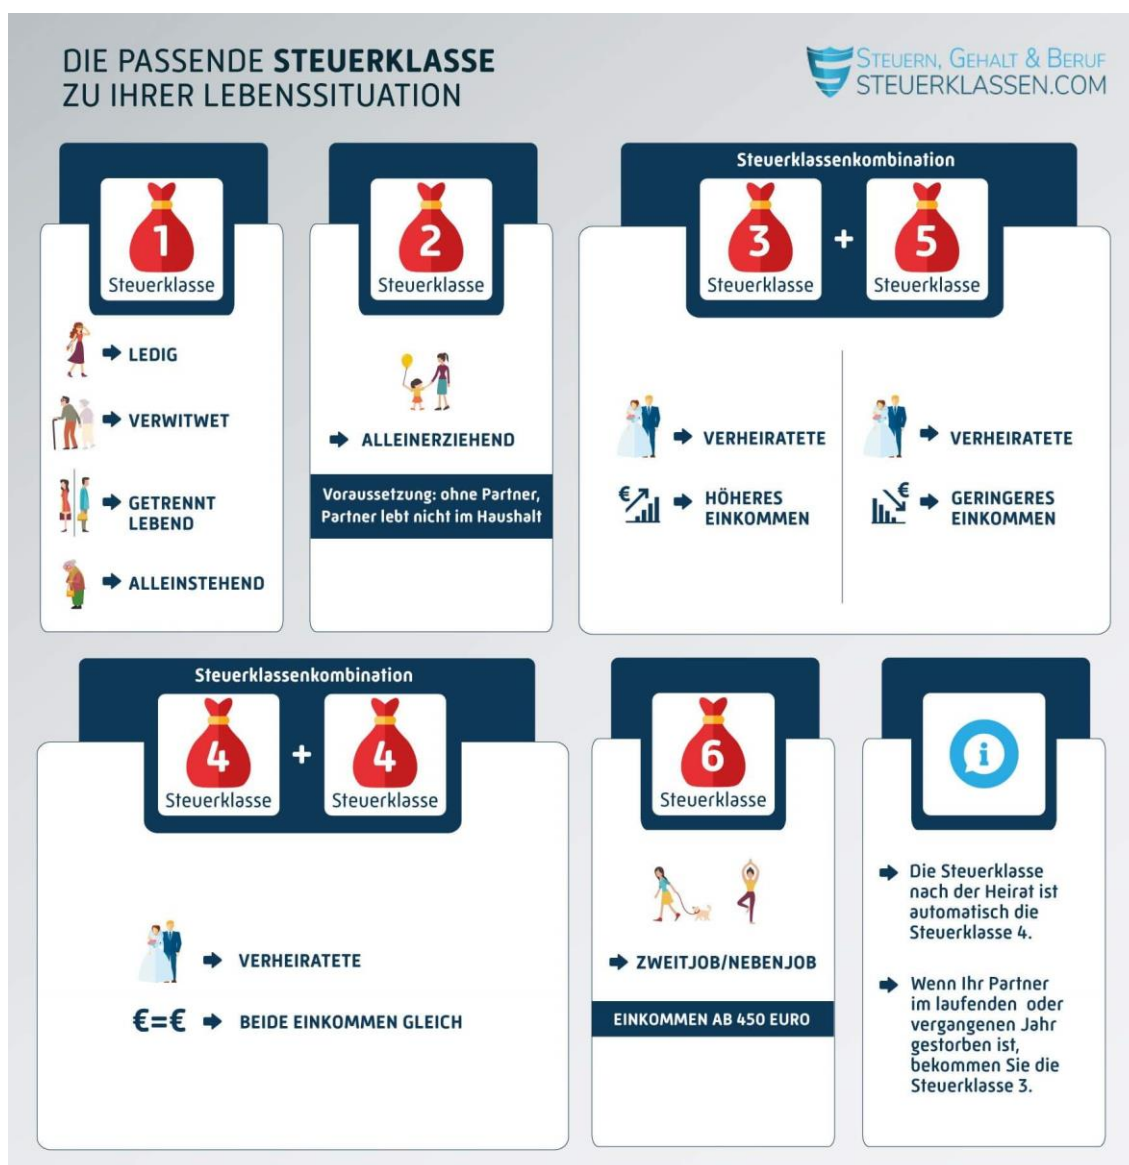 DIE PASSENDE STEUERKLASSE
ZU IHRER LEBENSSITUATION
STEUERN, GEHALT & BERUF
STEUERKLASSEN.COM
1
Steuerklasse
LEDIG
VERWITWET
GETRENNT
LEBEND
ALLEINSTEHEND
2
Steuerklasse
ALLEINERZIEHEND
Voraussetzung: ohne Partner,
Partner lebt nicht im Haushalt
Steuerklassenkombination
3 + 5
Steuerklasse Steuerklasse
VERHEIRATETE
€
HÖHERES
EINKOMMEN
VERHEIRATETE
€
GERINGERES
EINKOMMEN
Steuerklassenkombination
4 + 4
Steuerklasse Steuerklasse
VERHEIRATETE
€=€ BEIDE EINKOMMEN GLEICH
6
Steuerklasse
ZWEITJOB/NEBENJOB
EINKOMMEN AB 450 EURO
i
Die Steuerklasse
nach der Heirat ist
automatisch die
Steuerklasse 4.
Wenn Ihr Partner
im laufenden oder
vergangenen Jahr
gestorben ist,
bekommen Sie die
Steuerklasse 3.